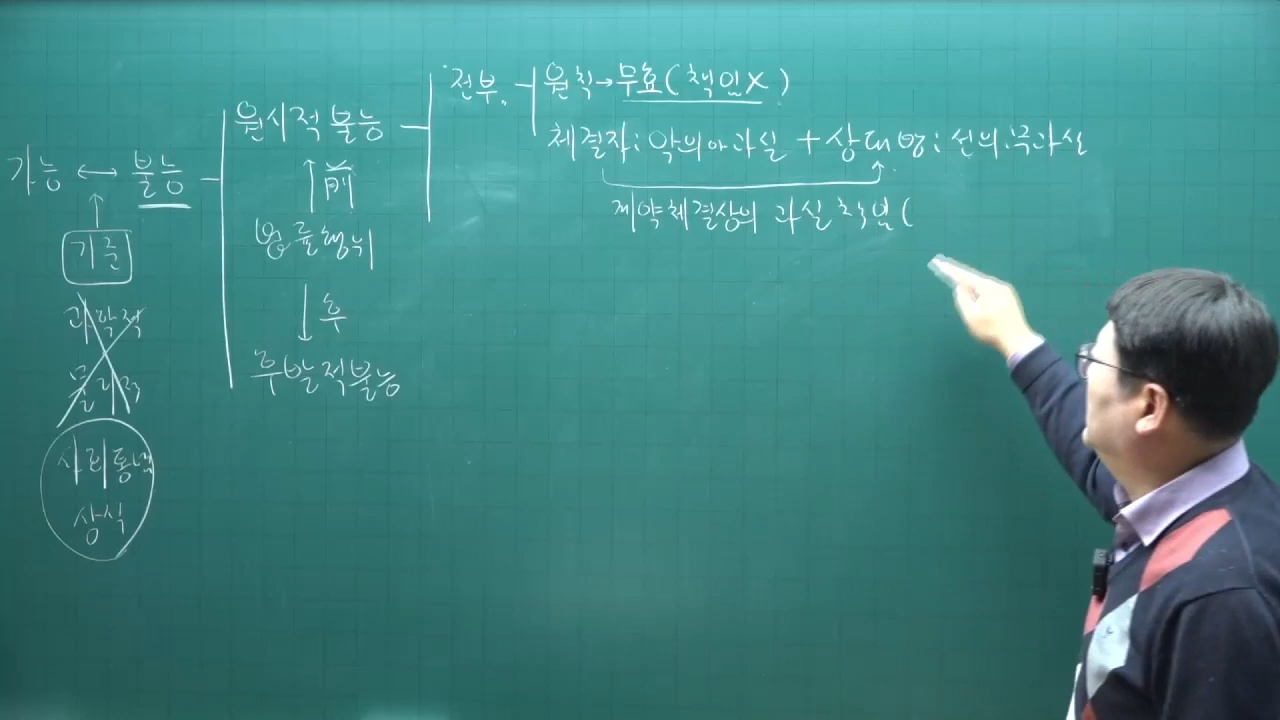 가능 ↔ 불능
기준
과학적
물리적
사회통념
상식
원시적 불능
↑ 前
법률행위
↓ 후
후발적불능
전부
원칙→무효(책임X)
체결자: 악의or과실 + 상대방: 선의·무과실
계약체결상의 과실책임(